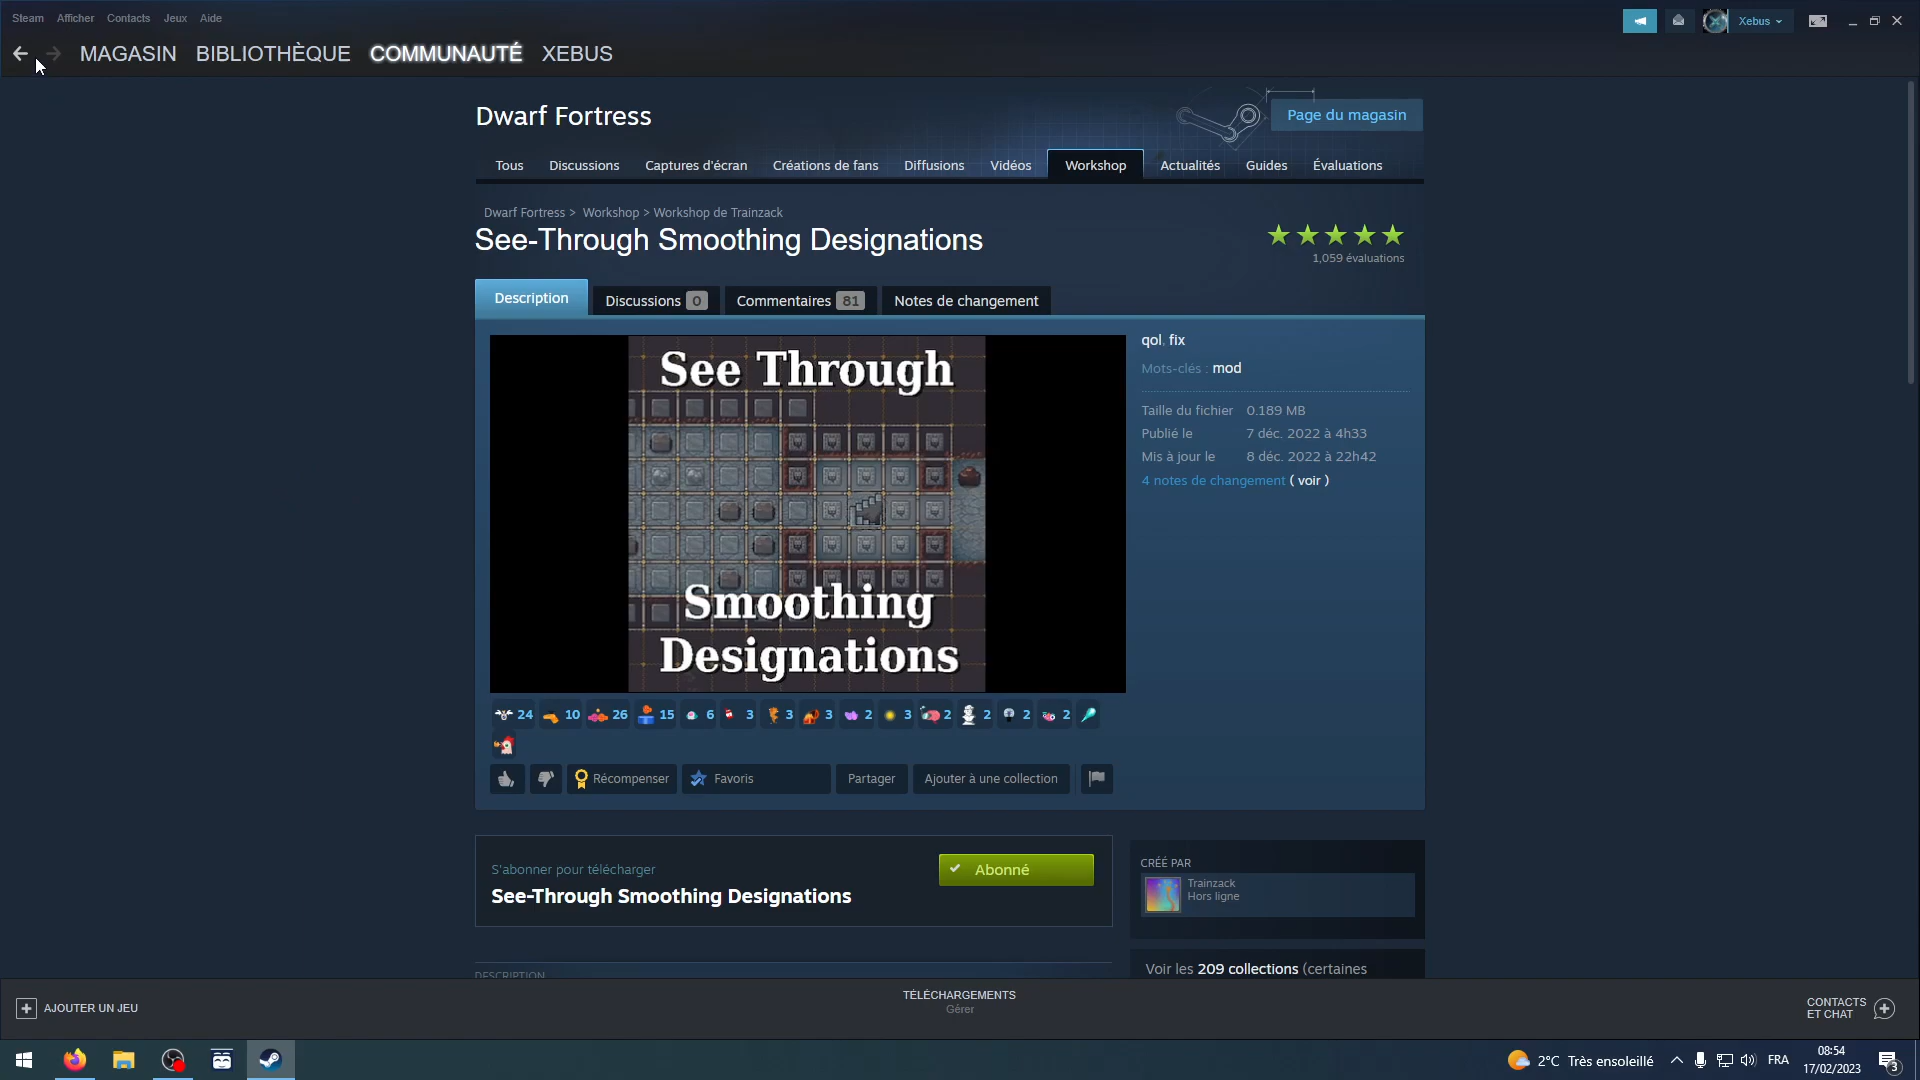 Steam Afficher Contacts Jeux Aide
Xebus
MAGASIN BIBLIOTHÈQUE COMMUNAUTÉ XEBUS
Dwarf Fortress
Page du magasin
Tous Discussions Captures d'écran Créations de fans Diffusions Vidéos Workshop Actualités Guides Évaluations
Dwarf Fortress > Workshop > Workshop de Trainzack
See-Through Smoothing Designations
1,059 évaluations
Description Discussions 0 Commentaires 81 Notes de changement
See Through
Smoothing
Designations
qol, fix
Mots-clés : mod
Taille du fichier 0.189 MB
Publié le 7 déc. 2022 à 4h33
Mis à jour le 8 déc. 2022 à 22h42
4 notes de changement ( voir )
24 10 26 15 6 3 3 3 2 3 2 2 2 2
Récompenser Favoris Partager Ajouter à une collection
S'abonner pour télécharger
See-Through Smoothing Designations
Abonné
CRÉÉ PAR
Trainzack
Hors ligne
Voir les 209 collections (certaines
DESCRIPTION
AJOUTER UN JEU
TÉLÉCHARGEMENTS
Gérer
CONTACTS
ET CHAT
2°C Très ensoleillé
FRA
08:54
17/02/2023
3